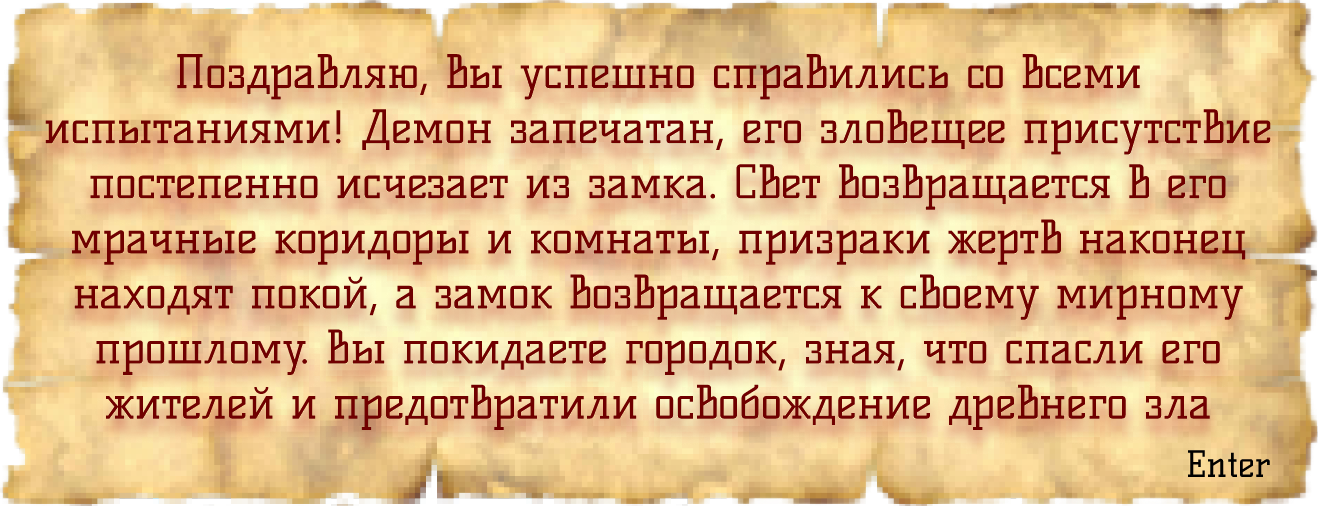 Поздравляю, вы успешно справились со всеми
испытаниями! Демон запечатан, его зловещее присутствие
постепенно исчезает из замка. Свет возвращается в его
мрачные коридоры и комнаты, призраки жертв наконец
находят покой, а замок возвращается к своему мирному
прошлому. Вы покидаете городок, зная, что спасли его
жителей и предотвратили освобождение древнего зла
Enter